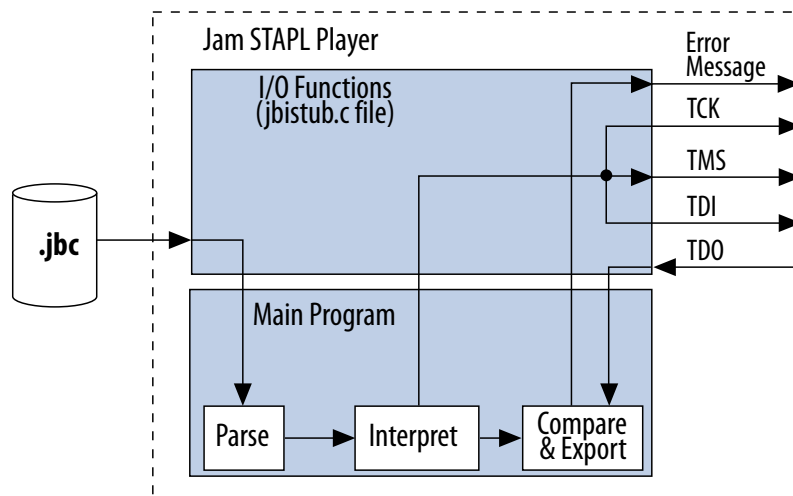 Jam STAPL Player
I/O Functions
(jbistub.c file)
Error
Message
TCK
TMS
TDI
TDO
.jbc
Main Program
Parse
Interpret
Compare
& Export